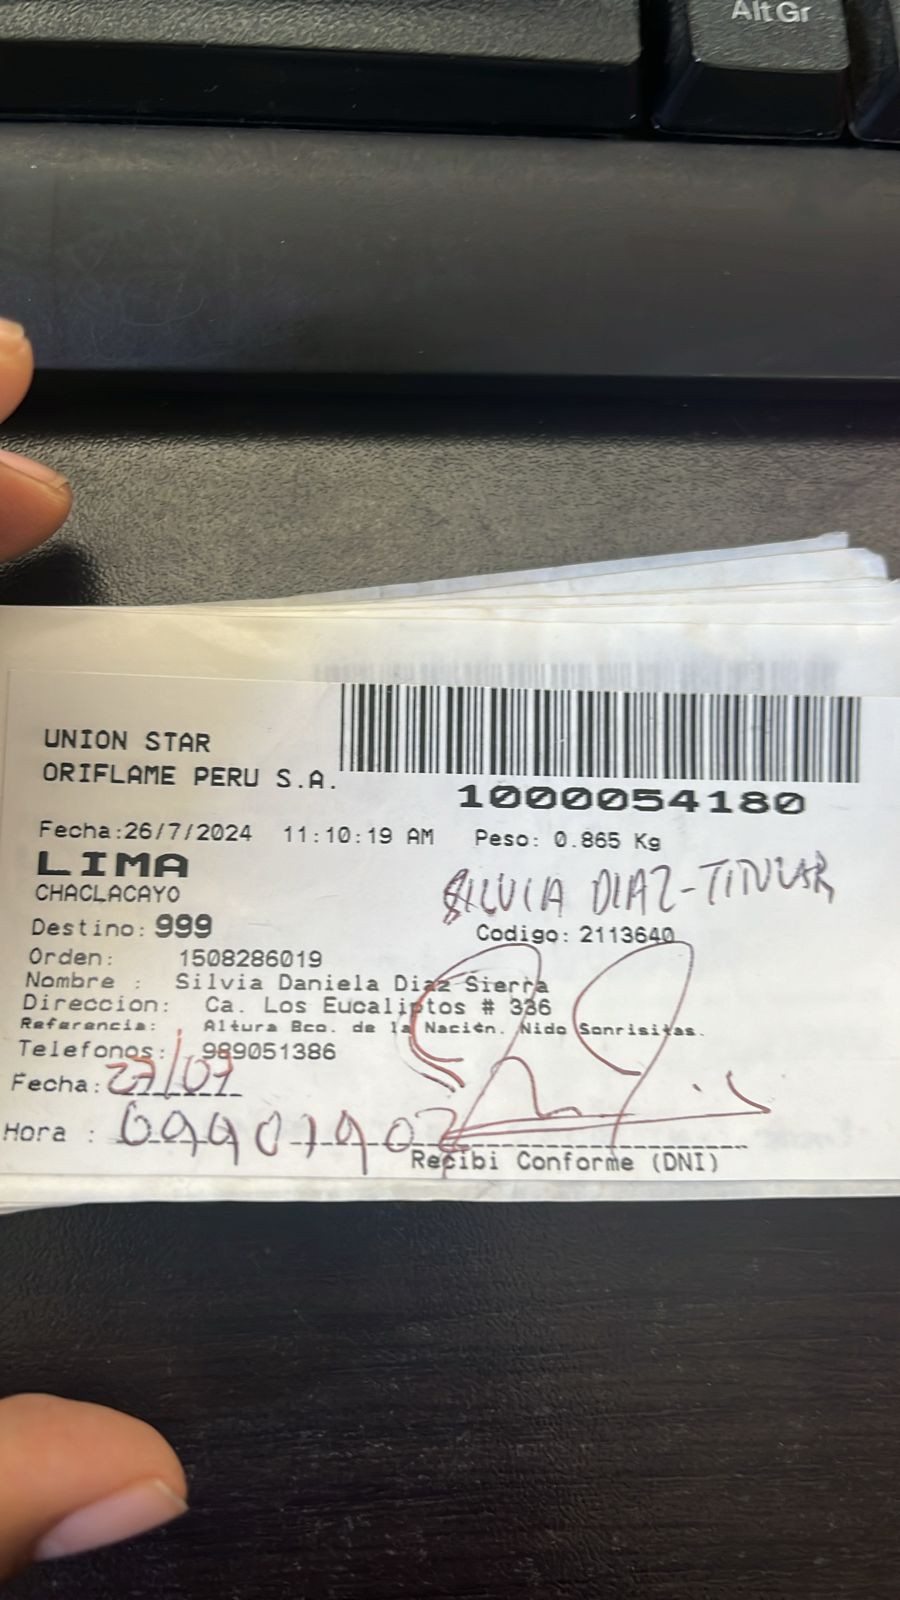 Alt Gr
UNION STAR
ORIFLAME PERU S.A.
1000054180
Fecha:26/7/2024 11:10:19 AM Peso: 0.865 Kg
LIMA
CHACLACAYO
SILVIA DIAZ-TITULAR
Destino: 999
Codigo: 2113640
Orden: 1508286019
Nombre : Silvia Daniela Diaz Sierra
Direccion: Ca. Los Eucaliptos # 336
Referencia: Altura Bco. de la Nación. Nido Sonrisitas.
Telefonos: 989051386
Fecha: 27/07
Hora :
Recibi Conforme (DNI)